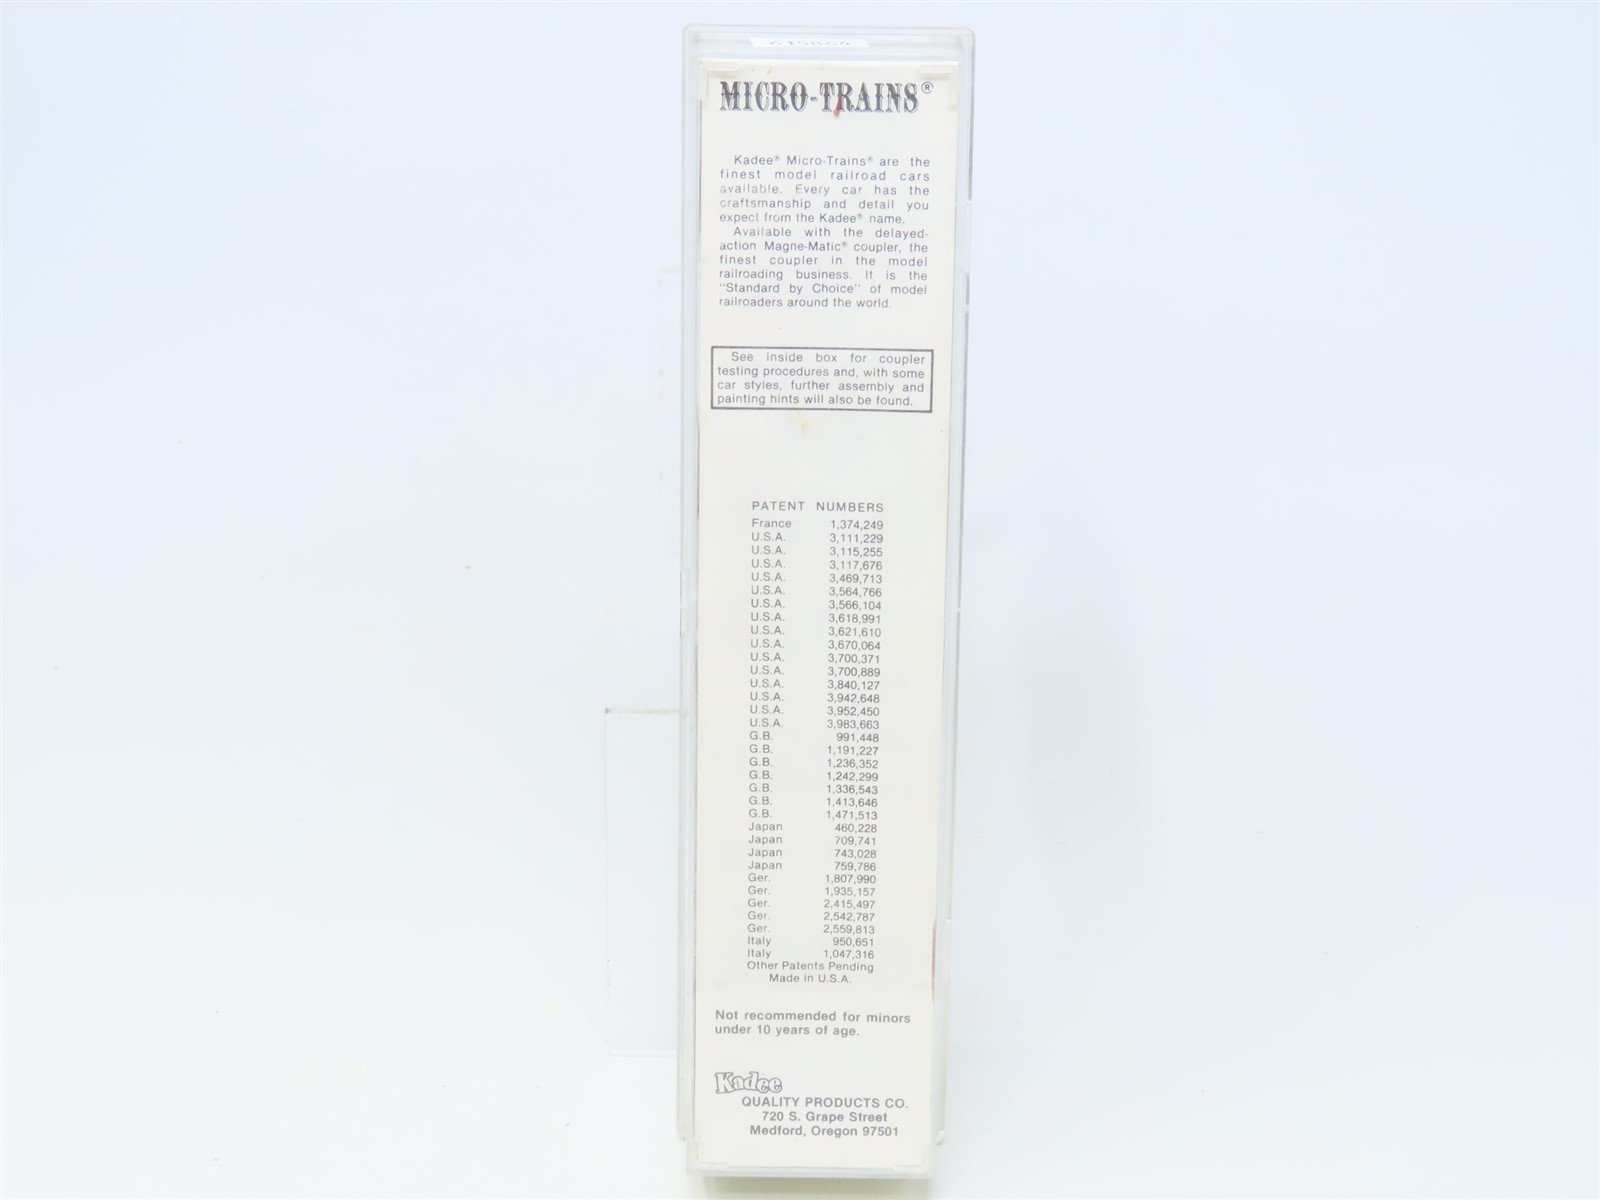 MICRO-TRAINS®
Kadee® Micro-Trains® are the
finest model railroad cars
available. Every car has the
craftsmanship and detail you
expect from the Kadee® name.
Available with the delayed-
action Magne-Matic® coupler, the
finest coupler in the model
railroading business. It is the
"Standard by Choice" of model
railroaders around the world.
See inside box for coupler
testing procedures and, with some
car styles, further assembly and
painting hints will also be found.
PATENT NUMBERS
France 1,374,249
U.S.A. 3,111,229
U.S.A. 3,115,255
U.S.A. 3,117,676
U.S.A. 3,469,713
U.S.A. 3,564,766
U.S.A. 3,566,104
U.S.A. 3,618,991
U.S.A. 3,621,610
U.S.A. 3,670,064
U.S.A. 3,700,371
U.S.A. 3,700,889
U.S.A. 3,840,127
U.S.A. 3,942,648
U.S.A. 3,952,450
U.S.A. 3,983,663
G.B. 991,448
G.B. 1,191,227
G.B. 1,236,352
G.B. 1,242,299
G.B. 1,336,543
G.B. 1,413,646
G.B. 1,471,513
Japan 460,228
Japan 709,741
Japan 743,028
Japan 759,786
Ger. 1,807,990
Ger. 1,935,157
Ger. 2,415,497
Ger. 2,542,787
Ger. 2,559,813
Italy 950,651
Italy 1,047,316
Other Patents Pending
Made in U.S.A.
Not recommended for minors
under 10 years of age.
Kadee
QUALITY PRODUCTS CO.
720 S. Grape Street
Medford, Oregon 97501